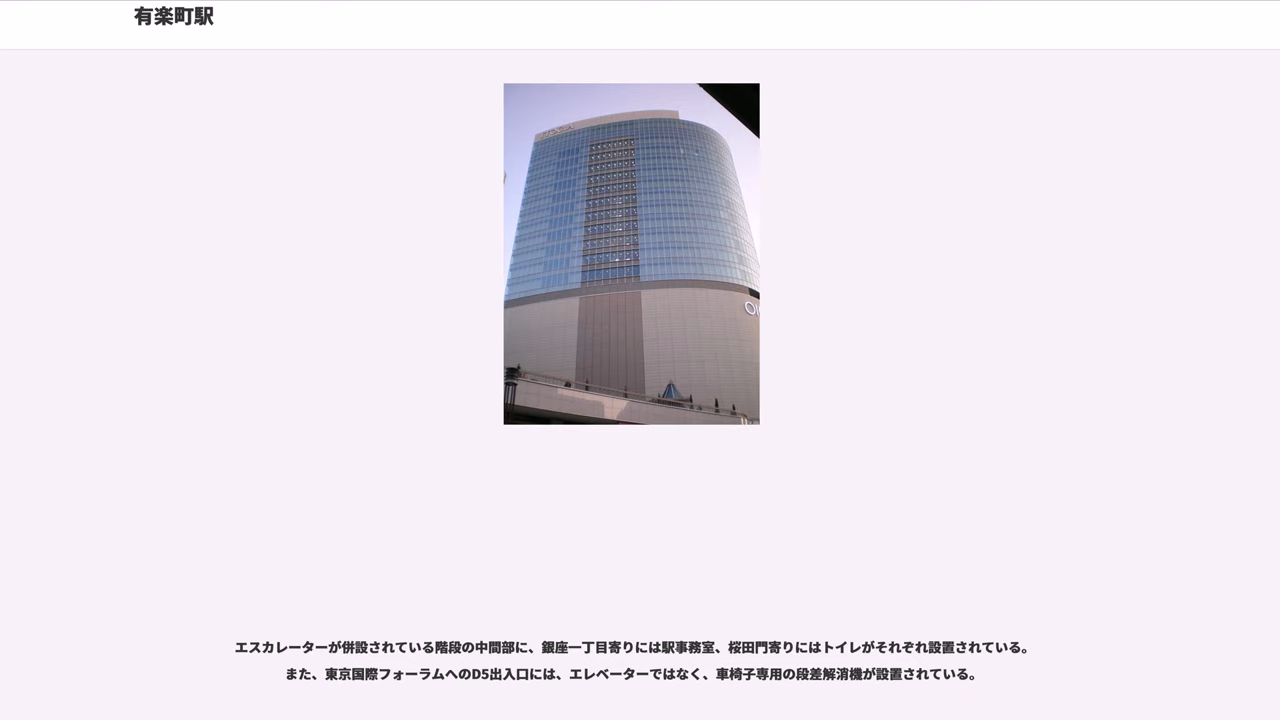 有楽町駅
エスカレーターが併設されている階段の中間部に、銀座一丁目寄りには駅事務室、桜田門寄りにはトイレがそれぞれ設置されている。
また、東京国際フォーラムへのD5出入口には、エレベーターではなく、車椅子専用の段差解消機が設置されている。